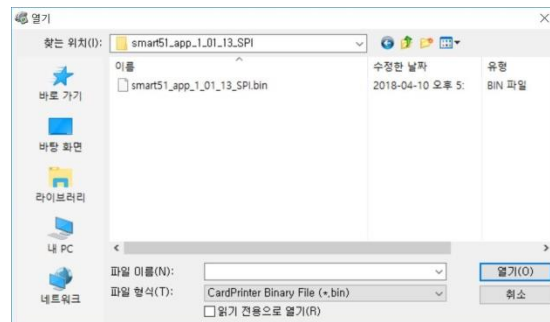 열기
찾는 위치(I): smart51_app_1_01_13_SPI
이름 수정한 날짜 유형
smart51_app_1_01_13_SPI.bin 2018-04-10 오후 5: BIN 파일
바로 가기
바탕 화면
라이브러리
내 PC
네트워크
파일 이름(N): 열기(O)
파일 형식(T): CardPrinter Binary File (*.bin) 취소
읽기 전용으로 열기(R)